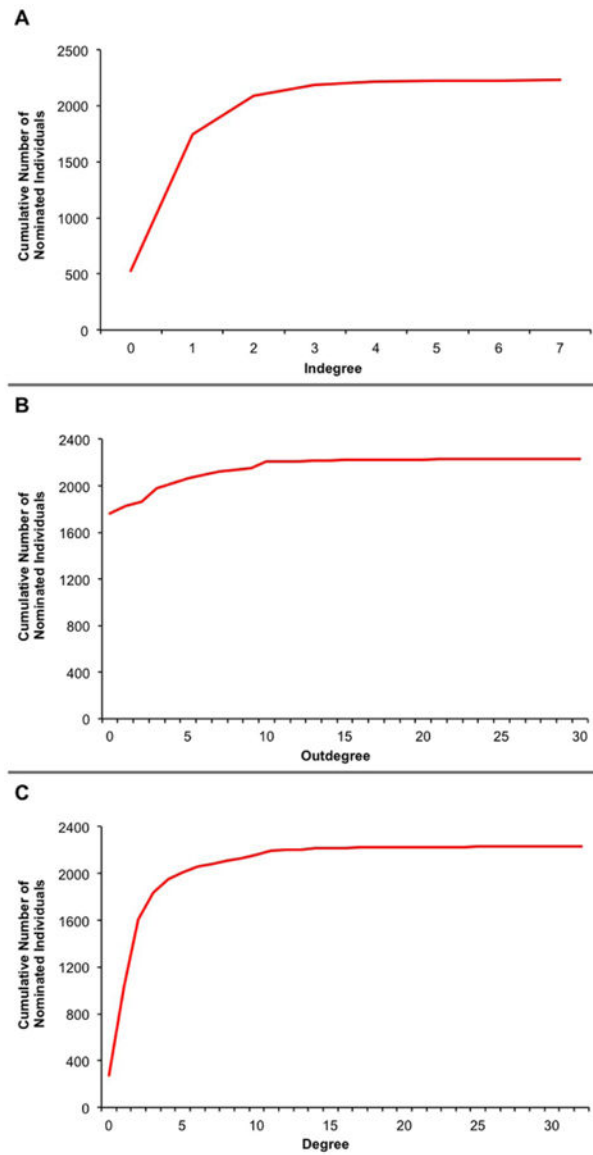 A
Cumulative Number of
Nominated Individuals
2500
2000
1500
1000
500
0
0 1 2 3 4 5 6 7
Indegree
B
Cumulative Number of
Nominated Individuals
2400
2000
1600
1200
800
400
0
0 5 10 15 20 25 30
Outdegree
C
Cumulative Number of
Nominated Individuals
2400
2000
1600
1200
800
400
0
0 5 10 15 20 25 30
Degree